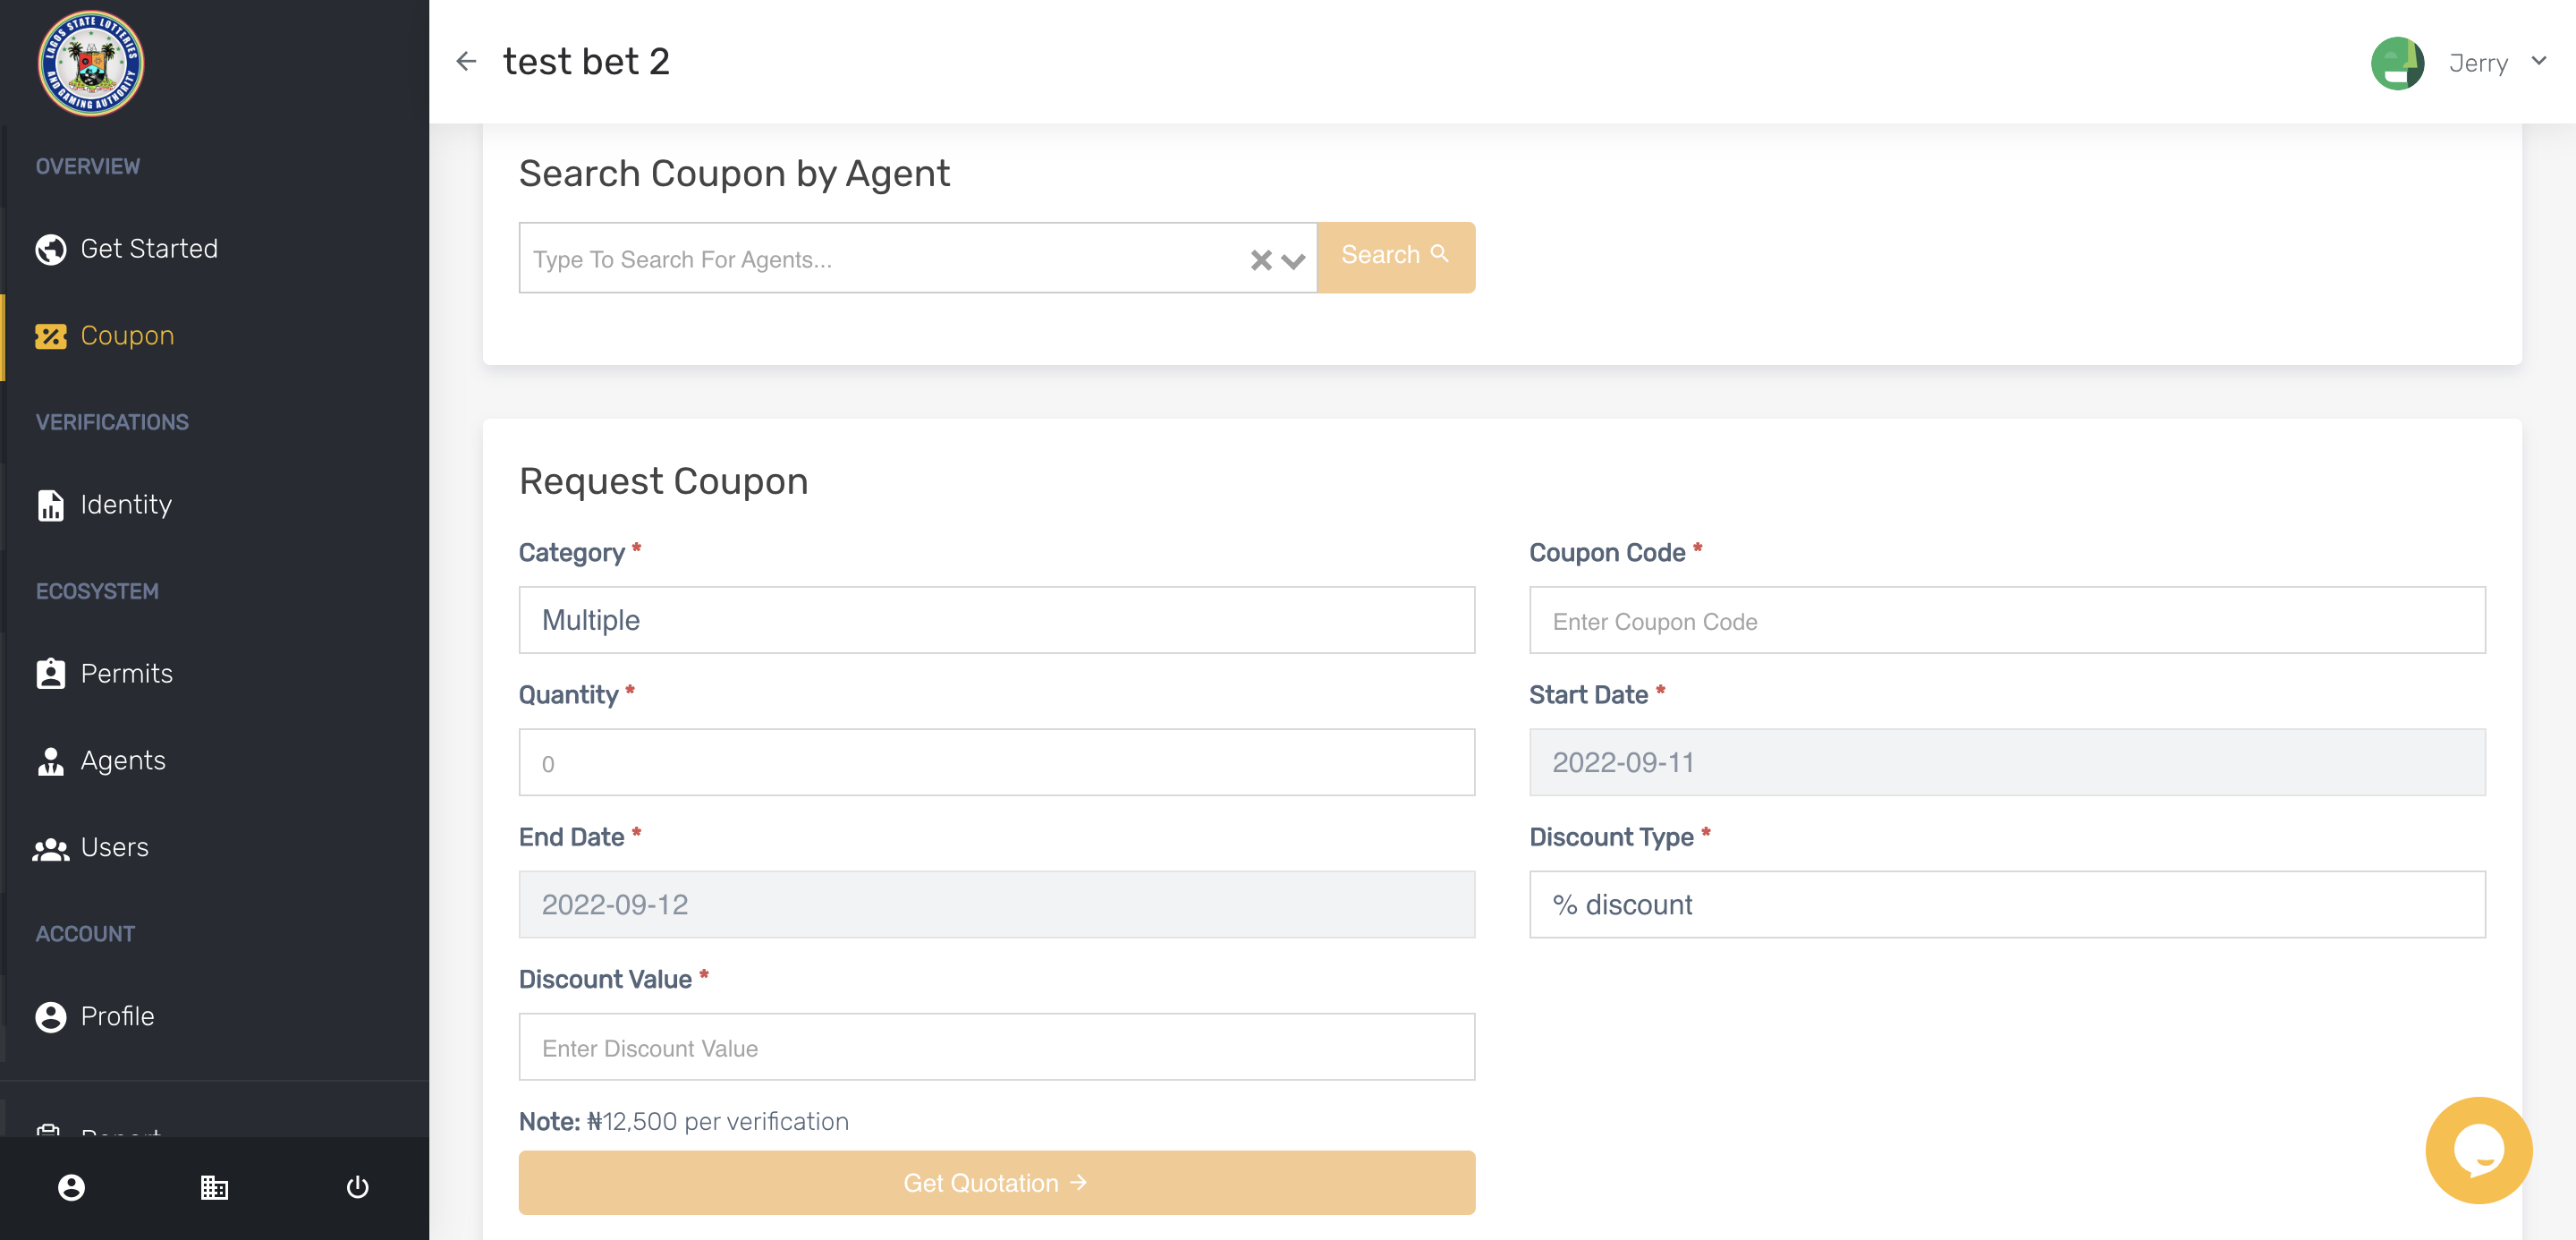 LAGOS STATE LOTTERIES
AND GAMING AUTHORITY
OVERVIEW
Get Started
Coupon
VERIFICATIONS
Identity
ECOSYSTEM
Permits
Agents
Users
ACCOUNT
Profile
Report
test bet 2
Jerry
Search Coupon by Agent
Type To Search For Agents...
Search
Request Coupon
Category *
Coupon Code *
Multiple
Enter Coupon Code
Quantity *
Start Date *
0
2022-09-11
End Date *
Discount Type *
2022-09-12
% discount
Discount Value *
Enter Discount Value
Note: ₦12,500 per verification
Get Quotation →